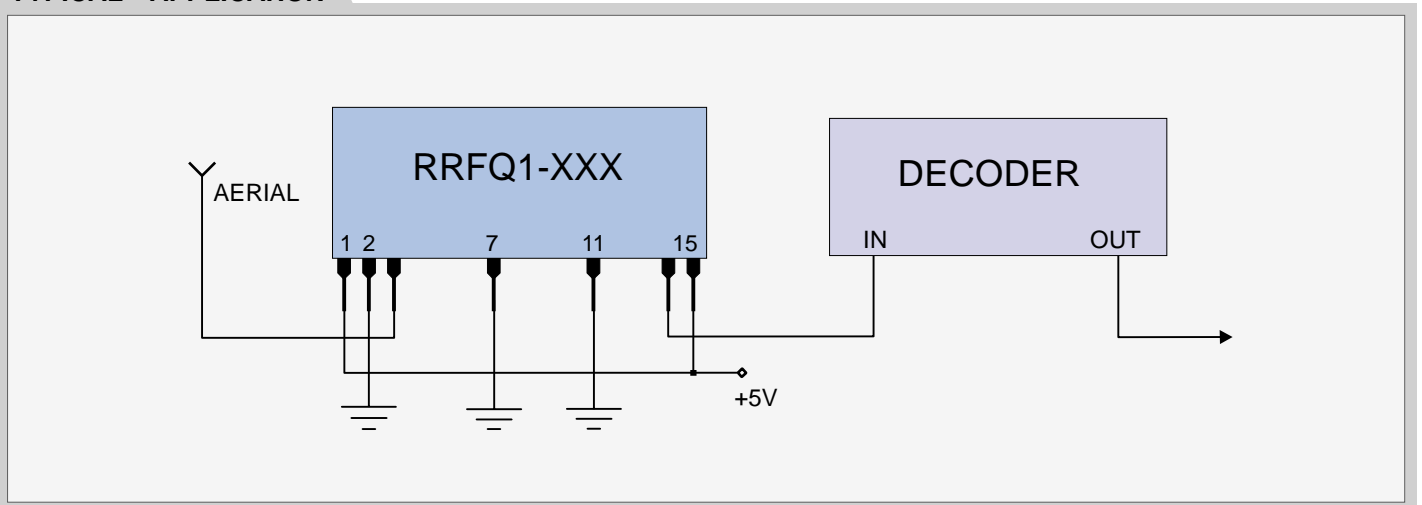 RRFQ1-XXX
DECODER
AERIAL
1 2 7 11 15
IN OUT
+5V